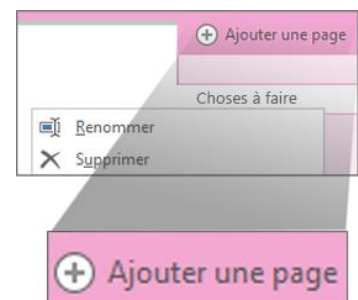 Ajouter une page
Choses à faire
Renommer
Supprimer
Ajouter une page